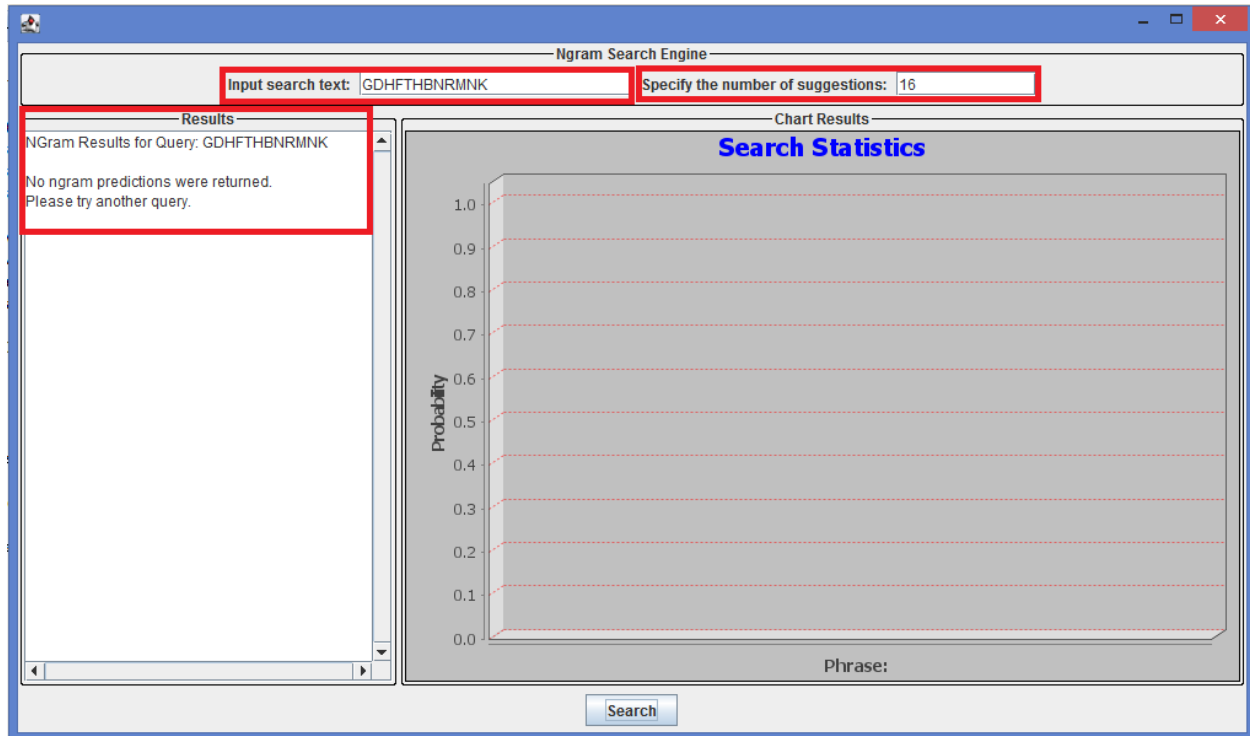 Ngram Search Engine
Input search text: GDHFTHBNRMNK Specify the number of suggestions: 16
Results
NGram Results for Query: GDHFTHBNRMNK
No ngram predictions were returned.
Please try another query.
Chart Results
Search Statistics
1.0
0.9
0.8
0.7
0.6
0.5
0.4
0.3
0.2
0.1
0.0
Probability
Phrase:
Search